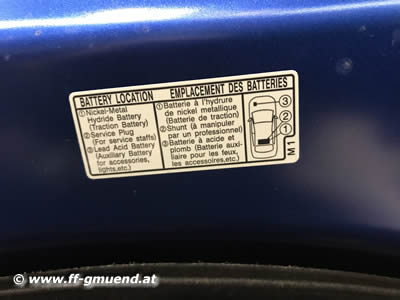 BATTERY LOCATION
①Nickel-Metal
Hydride Battery
(Traction Battery)
②Service Plug
(For service staffs)
③Lead Acid Battery
(Auxiliary Battery
for accessories,
lights,etc.)
EMPLACEMENT DES BATTERIES
①Batterie à l'hydrure
de nickel metallique
(Batterie de traction)
②Shunt (à manipuler
par un professionnel)
③Batterie à acide et
plomb (Batterie auxi-
liaire pour les feux,
les accessoires,etc.)
③
②
①
M1
© www.ff-gmuend.at